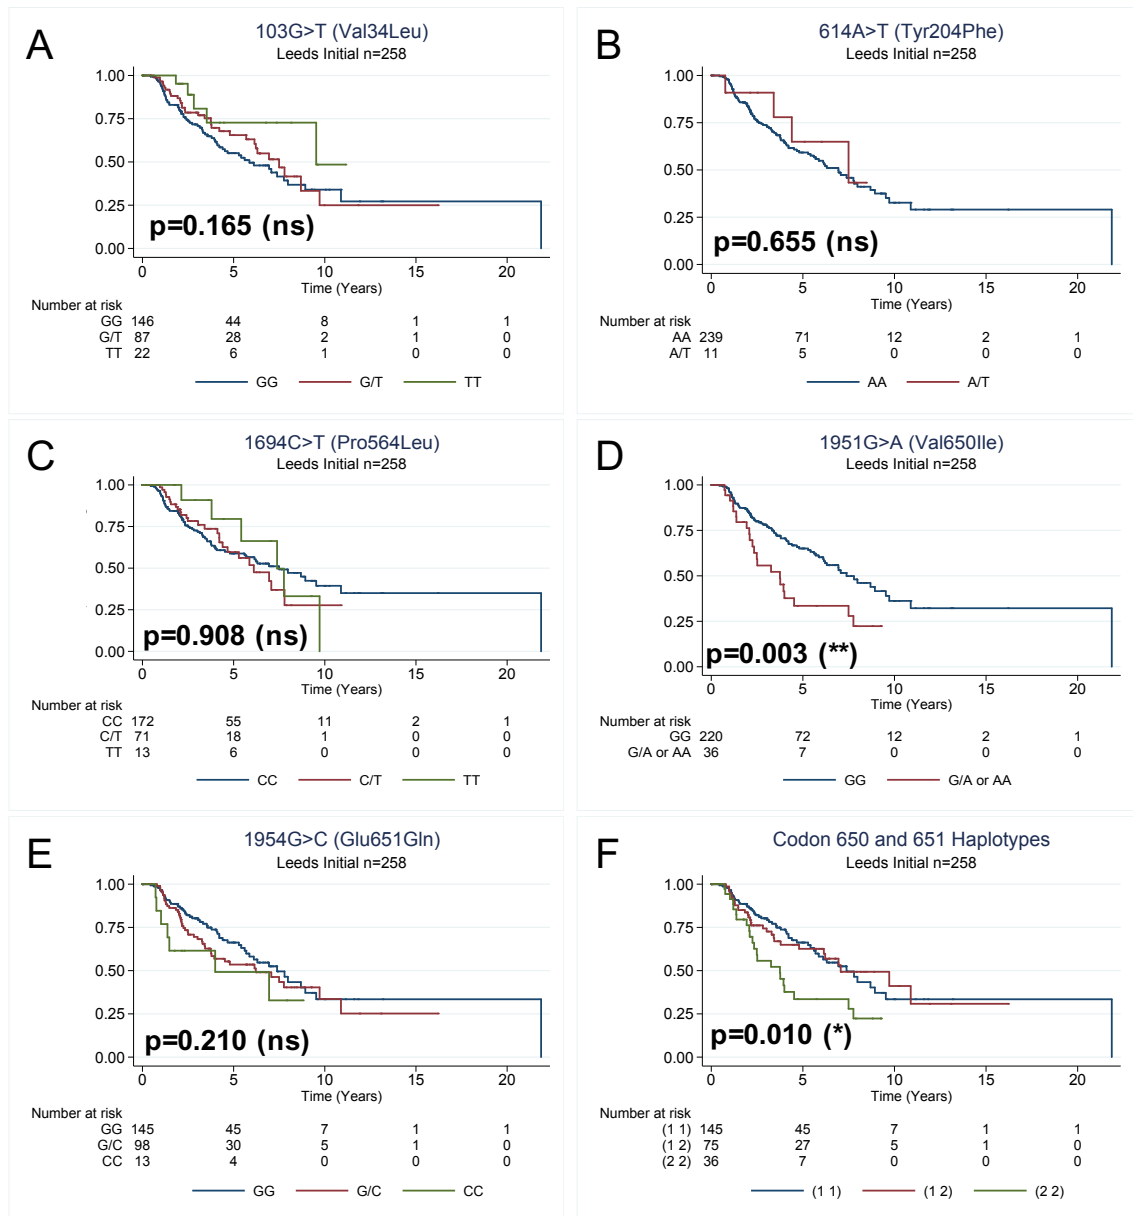 A
103G>T (Val34Leu)
Leeds Initial n=258
1.00
0.75
0.50
0.25
0.00
p=0.165 (ns)
0 5 10 15 20
Time (Years)
Number at risk
GG 146 44 8 1 1
G/T 87 28 2 1 0
TT 22 6 1 0 0
GG G/T TT
B
614A>T (Tyr204Phe)
Leeds Initial n=258
1.00
0.75
0.50
0.25
0.00
p=0.655 (ns)
0 5 10 15 20
Time (Years)
Number at risk
AA 239 71 12 2 1
A/T 11 5 0 0 0
AA A/T
C
1694C>T (Pro564Leu)
Leeds Initial n=258
1.00
0.75
0.50
0.25
0.00
p=0.908 (ns)
0 5 10 15 20
Time (Years)
Number at risk
CC 172 55 11 2 1
C/T 71 18 1 0 0
TT 13 6 0 0 0
CC C/T TT
D
1951G>A (Val650Ile)
Leeds Initial n=258
1.00
0.75
0.50
0.25
0.00
p=0.003 (**)
0 5 10 15 20
Time (Years)
Number at risk
GG 220 72 12 2 1
G/A or AA 36 7 0 0 0
GG G/A or AA
E
1954G>C (Glu651Gln)
Leeds Initial n=258
1.00
0.75
0.50
0.25
0.00
p=0.210 (ns)
0 5 10 15 20
Time (Years)
Number at risk
GG 145 45 7 1 1
G/C 98 30 5 1 0
CC 13 4 0 0 0
GG G/C CC
F
Codon 650 and 651 Haplotypes
Leeds Initial n=258
1.00
0.75
0.50
0.25
0.00
p=0.010 (*)
0 5 10 15 20
Time (Years)
Number at risk
(1 1) 145 45 7 1 1
(1 2) 75 27 5 1 0
(2 2) 36 7 0 0 0
(1 1) (1 2) (2 2)